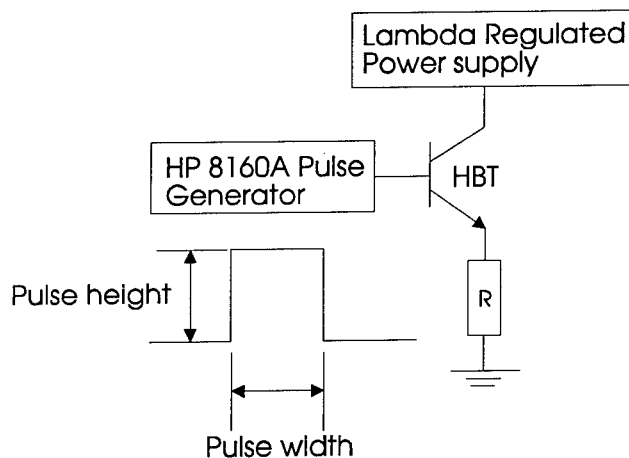 Lambda Regulated
Power supply
HP 8160A Pulse
Generator
HBT
Pulse height
R
Pulse width